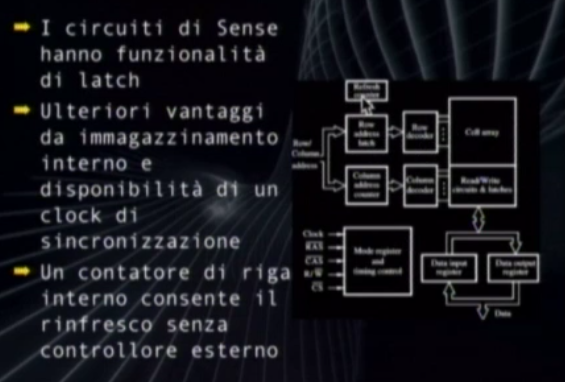 I circuiti di Sense
hanno funzionalità
di latch
Ulteriori vantaggi
da immagazzinamento
interno e
disponibilità di un
clock di
sincronizzazione
Un contatore di riga
interno consente il
rinfresco senza
controllore esterno
Refresh
counter
Row
address
latch
Row
decoder
Cell array
Row/
Column
address
Column
address
counter
Column
decoder
Read/Write
circuits & latches
Clock
RAS
CAS
R/W
CS
Mode register
and
timing control
Data input
register
Data output
register
Data